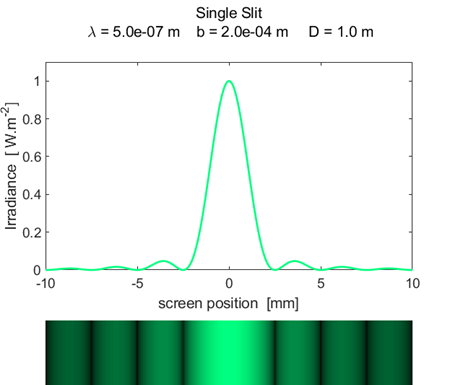 Single Slit
λ = 5.0e-07 m b = 2.0e-04 m D = 1.0 m
1
0.8
0.6
0.4
0.2
0
Irradiance [ W.m-2]
-10 -5 0 5 10
screen position [mm]